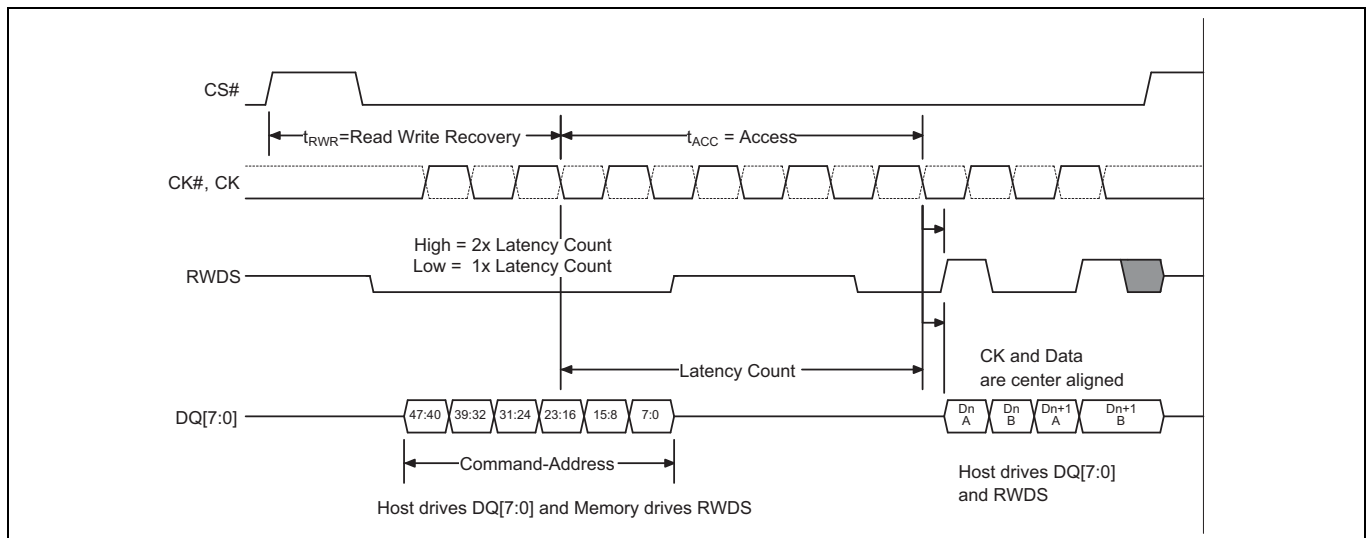 CS#
tRWR=Read Write Recovery
tACC = Access
CK#, CK
High = 2x Latency Count
Low = 1x Latency Count
RWDS
CK and Data
are center aligned
Latency Count
DQ[7:0]
47:40 39:32 31:24 23:16 15:8 7:0
Dn A
Dn B
Dn+1 A
Dn+1 B
Command-Address
Host drives DQ[7:0]
and RWDS
Host drives DQ[7:0] and Memory drives RWDS